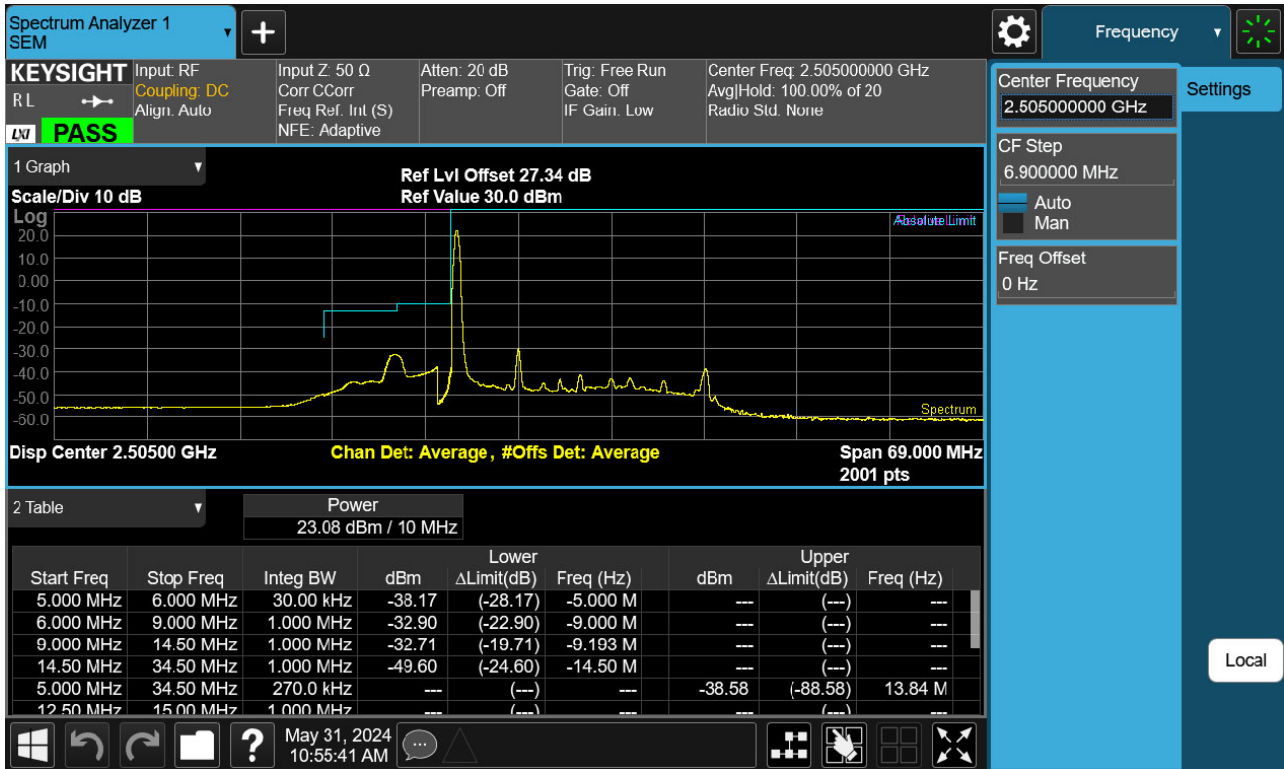 Spectrum Analyzer 1
SEM
+
Frequency
KEYSIGHT
R L
LXI
PASS
Input: RF
Coupling: DC
Align: Auto
Input Z: 50 Ω
Corr CCorr
Freq Ref: Int (S)
NFE: Adaptive
Atten: 20 dB
Preamp: Off
Trig: Free Run
Gate: Off
IF Gain: Low
Center Freq: 2.505000000 GHz
Avg|Hold: 100.00% of 20
Radio Std: None
Center Frequency
2.505000000 GHz
Settings
CF Step
6.900000 MHz
Auto
Man
Freq Offset
0 Hz
Local
1 Graph
Scale/Div 10 dB
Ref Lvl Offset 27.34 dB
Ref Value 30.0 dBm
Log
20.0
10.0
0.00
-10.0
-20.0
-30.0
-40.0
-50.0
-60.0
Limit
Spectrum
Disp Center 2.50500 GHz
Chan Det: Average, #Offs Det: Average
Span 69.000 MHz
2001 pts
2 Table
Power
23.08 dBm / 10 MHz
Lower Upper
Start Freq Stop Freq Integ BW dBm ΔLimit(dB) Freq (Hz) dBm ΔLimit(dB) Freq (Hz)
5.000 MHz 6.000 MHz 30.00 kHz -38.17 (-28.17) -5.000 M --- (---) ---
6.000 MHz 9.000 MHz 1.000 MHz -32.90 (-22.90) -9.000 M --- (---) ---
9.000 MHz 14.50 MHz 1.000 MHz -32.71 (-19.71) -9.193 M --- (---) ---
14.50 MHz 34.50 MHz 1.000 MHz -49.60 (-24.60) -14.50 M --- (---) ---
5.000 MHz 34.50 MHz 270.0 kHz --- (---) --- -38.58 (-88.58) 13.84 M
12.50 MHz 15.00 MHz 1.000 MHz --- (---) --- --- (---) ---
?
May 31, 2024
10:55:41 AM